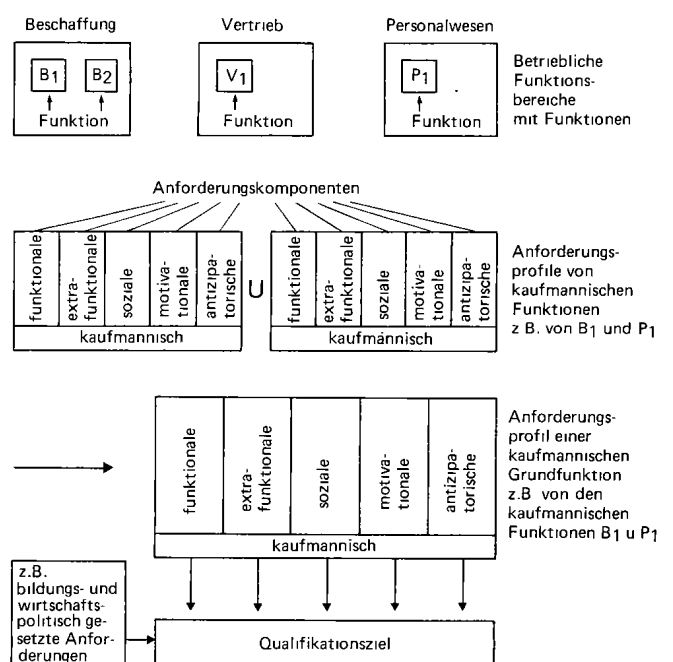 Beschaffung
Vertrieb
Personalwesen
B1 B2
Funktion
V1
Funktion
P1
Funktion
Betriebliche
Funktions-
bereiche
mit Funktionen
Anforderungskomponenten
funktionale
extra-
funktionale
soziale
motiva-
tionale
antizipa-
torische
kaufmannisch
U
funktionale
extra-
funktionale
soziale
motiva-
tionale
antizipa-
torische
kaufmannisch
Anforderungs-
profile von
kaufmannischen
Funktionen
z B. von B1 und P1
funktionale
extra-
funktionale
soziale
motiva-
tionale
antizipa-
torische
kaufmannisch
Anforderungs-
profil einer
kaufmannischen
Grundfunktion
z.B von den
kaufmannischen
Funktionen B1 u P1
z.B.
bildungs- und
wirtschafts-
politisch ge-
setzte Anfor-
derungen
Qualifikationsziel